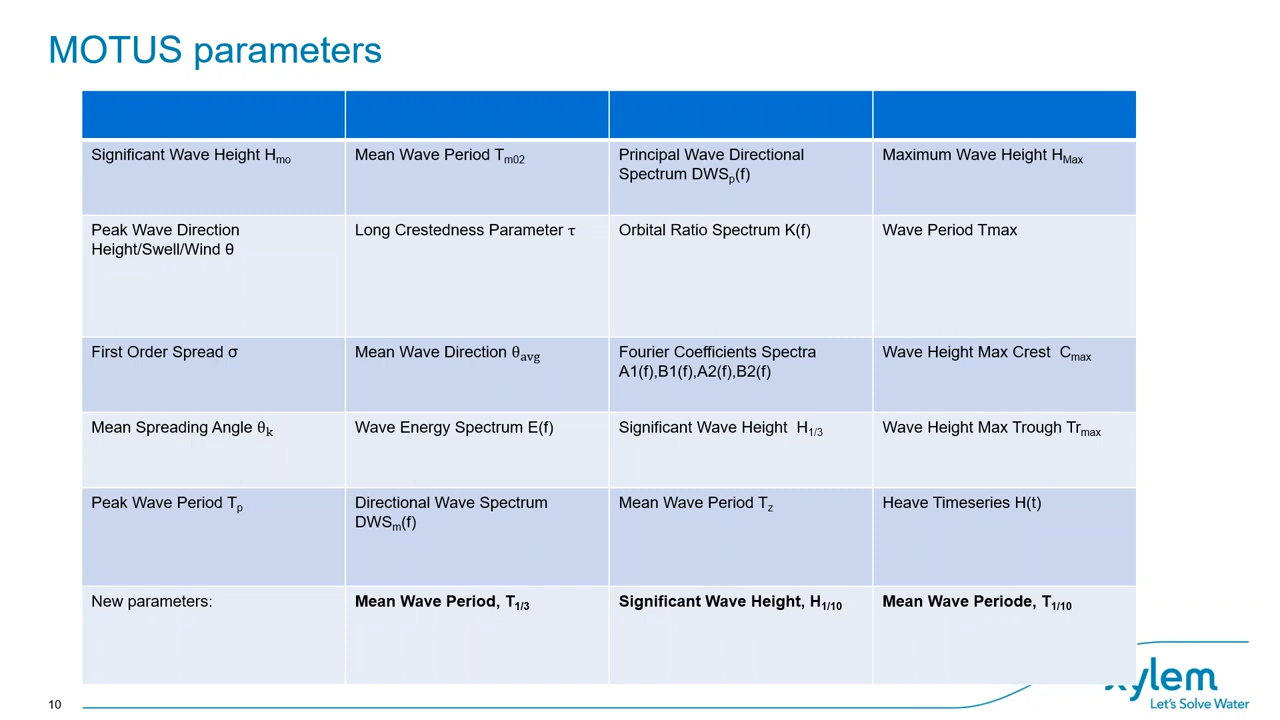 MOTUS parameters
Significant Wave Height Hmo
Mean Wave Period Tm02
Principal Wave Directional
Spectrum DWSp(f)
Maximum Wave Height HMax
Peak Wave Direction
Height/Swell/Wind θ
Long Crestedness Parameter τ
Orbital Ratio Spectrum K(f)
Wave Period Tmax
First Order Spread σ
Mean Wave Direction θavg
Fourier Coefficients Spectra
A1(f),B1(f),A2(f),B2(f)
Wave Height Max Crest Cmax
Mean Spreading Angle θk
Wave Energy Spectrum E(f)
Significant Wave Height H1/3
Wave Height Max Trough Trmax
Peak Wave Period Tp
Directional Wave Spectrum
DWSm(f)
Mean Wave Period Tz
Heave Timeseries H(t)
New parameters:
Mean Wave Period, T1/3
Significant Wave Height, H1/10
Mean Wave Periode, T1/10
xylem
Let's Solve Water
10